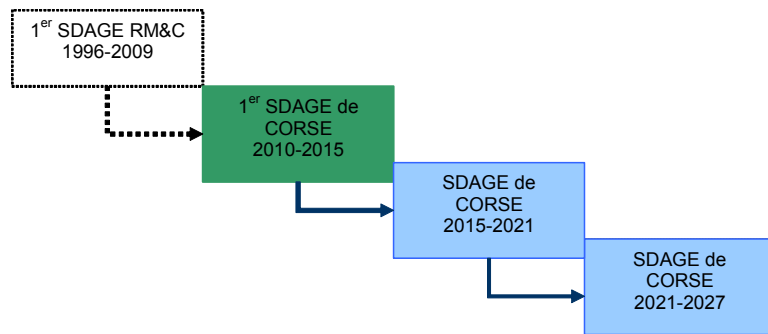 1er SDAGE RM&C
1996-2009
1er SDAGE de
CORSE
2010-2015
SDAGE de
CORSE
2015-2021
SDAGE de
CORSE
2021-2027